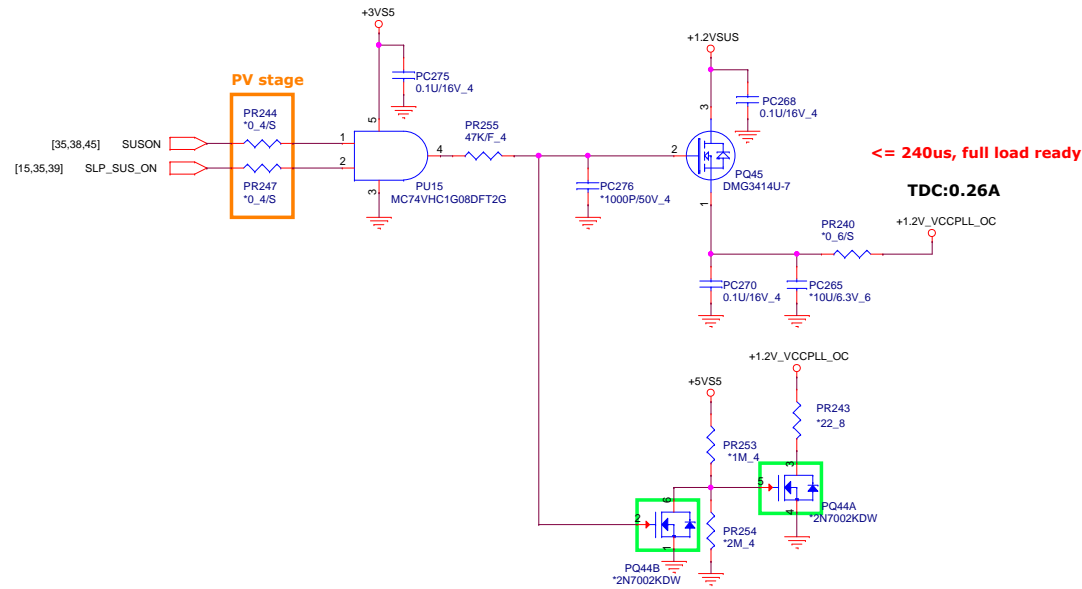 +3VS5
PC275
0.1U/16V_4
PV stage
PR244
*0_4/S
[35,38,45] SUSON
[15,35,39] SLP_SUS_ON
PR247
*0_4/S
1
2
5
4
3
PU15
MC74VHC1G08DFT2G
PR255
47K/F_4
PC276
*1000P/50V_4
+1.2VSUS
PC268
0.1U/16V_4
3
2
1
PQ45
DMG3414U-7
<= 240us, full load ready
TDC:0.26A
+1.2V_VCCPLL_OC
PR240
*0_6/S
PC270
0.1U/16V_4
PC265
*10U/6.3V_6
+1.2V_VCCPLL_OC
+5VS5
PR243
*22_8
PR253
*1M_4
3
5
4
PQ44A
*2N7002KDW
6
2
1
PR254
*2M_4
PQ44B
*2N7002KDW